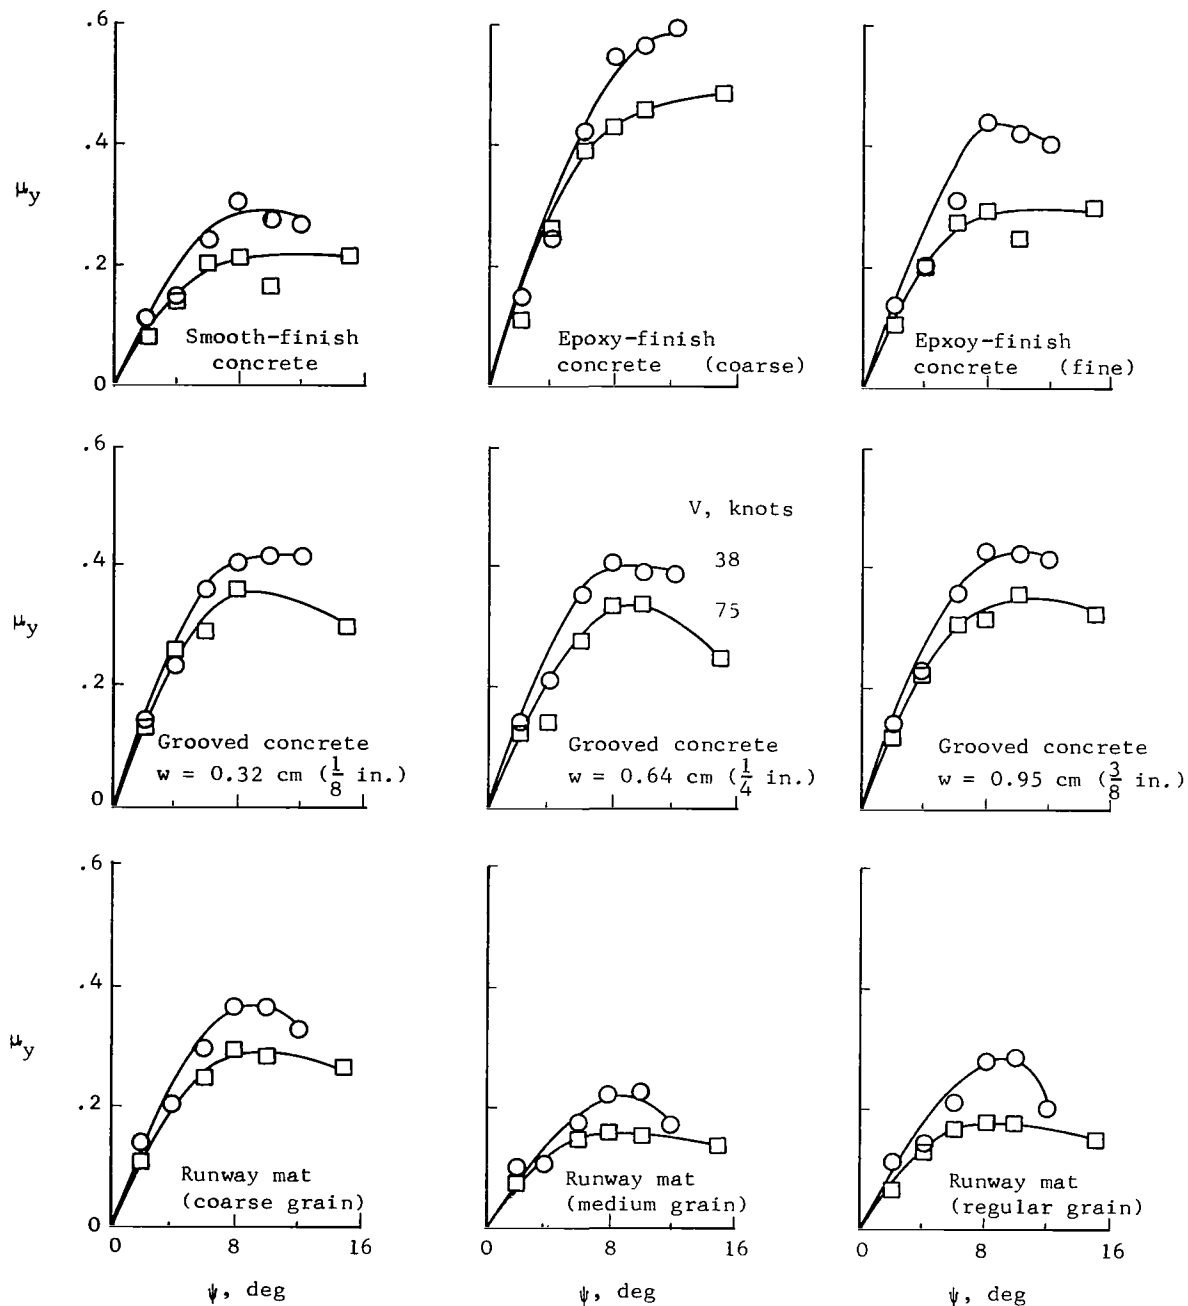 .6
.4
μy
.2
0
Smooth-finish
concrete
Epoxy-finish
concrete (coarse)
Epxoy-finish
concrete (fine)
.6
.4
μy
.2
0
Grooved concrete
w = 0.32 cm (1/8 in.)
V, knots
38
75
Grooved concrete
w = 0.64 cm (1/4 in.)
Grooved concrete
w = 0.95 cm (3/8 in.)
.6
.4
μy
.2
0
Runway mat
(coarse grain)
0 8 16
ψ, deg
Runway mat
(medium grain)
0 8 16
ψ, deg
Runway mat
(regular grain)
0 8 16
ψ, deg